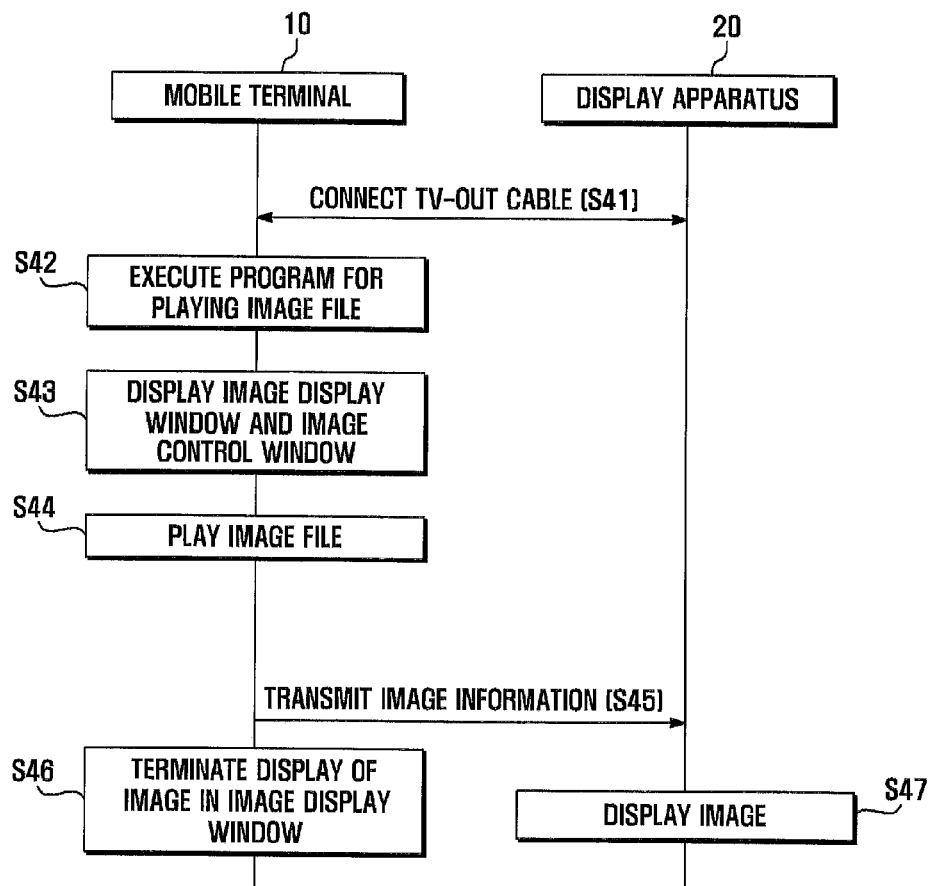 10
20
MOBILE TERMINAL
DISPLAY APPARATUS
CONNECT TV-OUT CABLE (S41)
S42
EXECUTE PROGRAM FOR
PLAYING IMAGE FILE
S43
DISPLAY IMAGE DISPLAY
WINDOW AND IMAGE
CONTROL WINDOW
S44
PLAY IMAGE FILE
TRANSMIT IMAGE INFORMATION (S45)
S46
TERMINATE DISPLAY OF
IMAGE IN IMAGE DISPLAY
WINDOW
S47
DISPLAY IMAGE